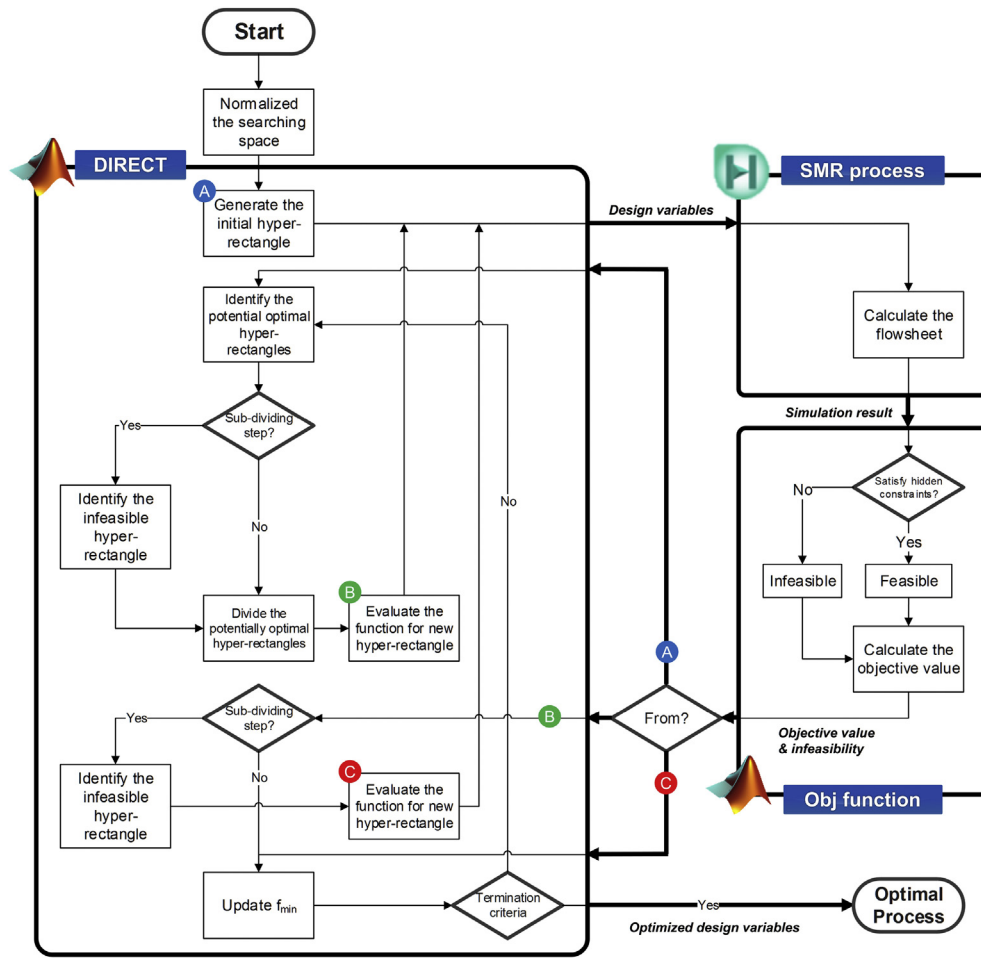 Start
Normalized
the searching
space
DIRECT
SMR process
A
Generate the
initial hyper-
rectangle
Design variables
Identify the
potential optimal
hyper-
rectangles
Calculate the
flowsheet
Simulation result
Sub-dividing
step?
Yes
No
Identify the
infeasible
hyper-
rectangle
No
Satisfy hidden
constraints?
No
Yes
Infeasible
Feasible
Divide the
potentially optimal
hyper-rectangles
B
Evaluate the
function for new
hyper-rectangle
Calculate the
objective value
A
Sub-dividing
step?
Yes
No
B
From?
Objective value
& infeasibility
Identify the
infeasible
hyper-
rectangle
C
Evaluate the
function for new
hyper-rectangle
C
Obj function
Update fmin
Termination
criteria
Yes
Optimized design variables
Optimal
Process